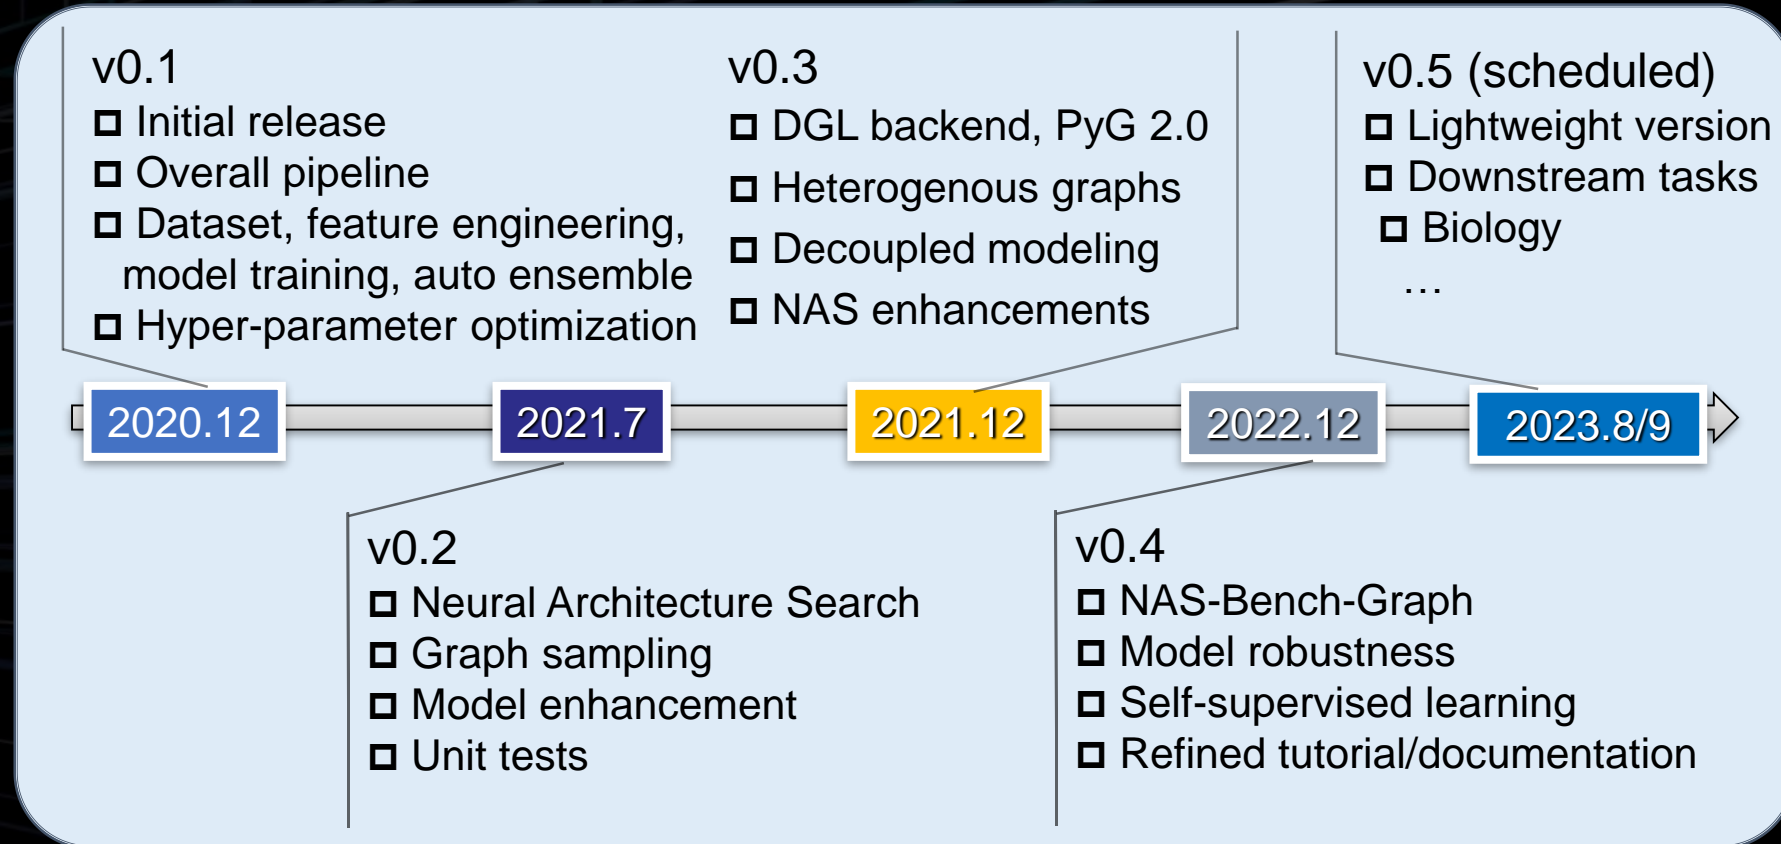 v0.1
Initial release
Overall pipeline
Dataset, feature engineering,
model training, auto ensemble
Hyper-parameter optimization
v0.3
DGL backend, PyG 2.0
Heterogenous graphs
Decoupled modeling
NAS enhancements
v0.5 (scheduled)
Lightweight version
Downstream tasks
Biology
…
2020.12
2021.7
2021.12
2022.12
2023.8/9
v0.2
Neural Architecture Search
Graph sampling
Model enhancement
Unit tests
v0.4
NAS-Bench-Graph
Model robustness
Self-supervised learning
Refined tutorial/documentation